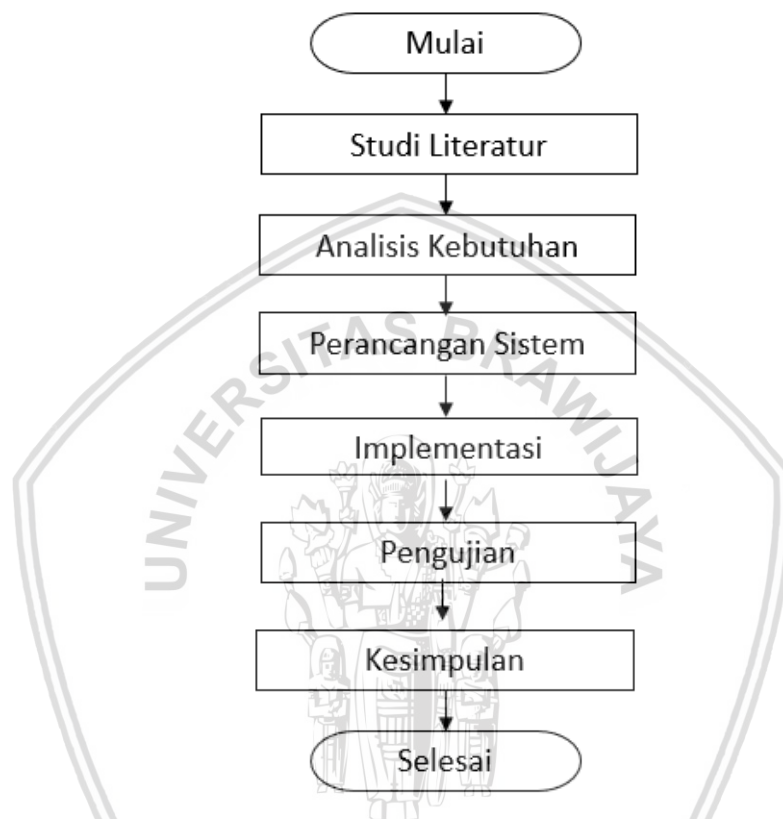 Mulai
Studi Literatur
Analisis Kebutuhan
Perancangan Sistem
UNIVERSITAS BRAWIJAYA
Implementasi
Pengujian
Kesimpulan
Selesai